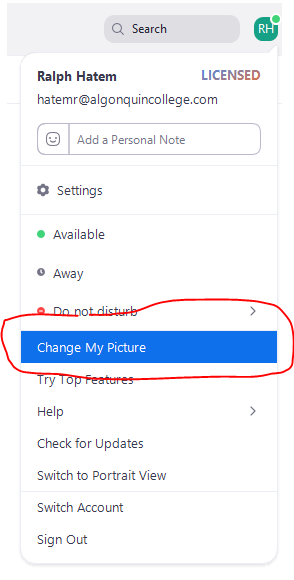 Search
RH
Ralph Hatem
LICENSED
hatemr@algonquincollege.com
Add a Personal Note
Settings
Available
Away
Do not disturb
Change My Picture
Try Top Features
Help
Check for Updates
Switch to Portrait View
Switch Account
Sign Out